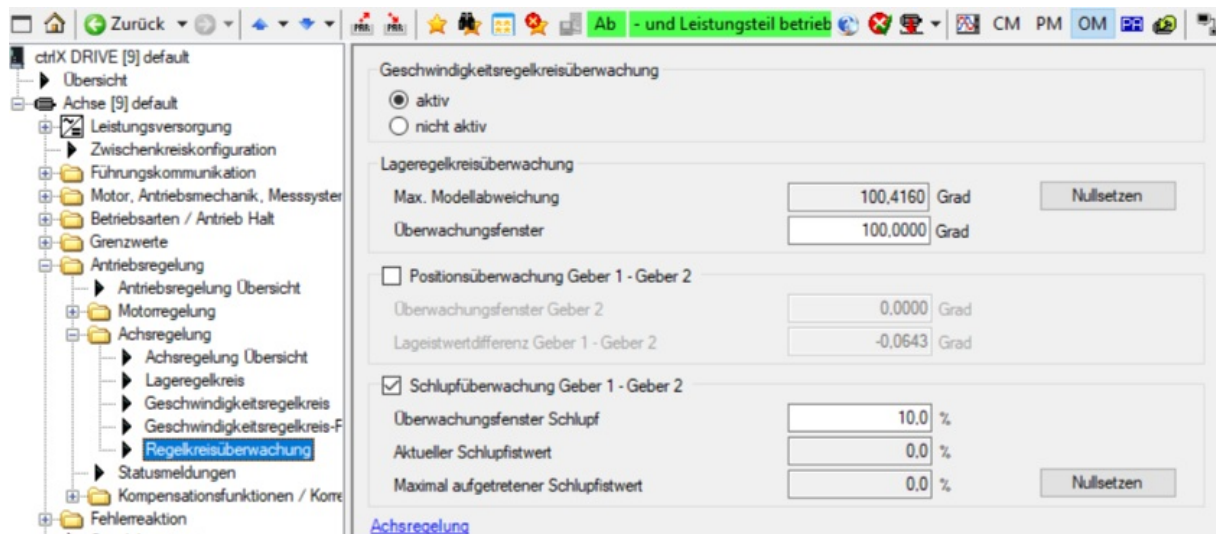 Zurück
Ab - und Leistungsteil betrieb
CM PM OM
ctrlX DRIVE [9] default
Übersicht
Achse [9] default
Leistungsversorgung
Zwischenkreiskonfiguration
Führungskommunikation
Motor, Antriebsmechanik, Messsyster
Betriebsarten / Antrieb Halt
Grenzwerte
Antriebsregelung
Antriebsregelung Übersicht
Motorregelung
Achsregelung
Achsregelung Übersicht
Lageregelkreis
Geschwindigkeitsregelkreis
Geschwindigkeitsregelkreis-F
Regelkreisüberwachung
Statusmeldungen
Kompensationsfunktionen / Korre
Fehlerreaktion
Geschwindigkeitsregelkreisüberwachung
aktiv
nicht aktiv
Lageregelkreisüberwachung
Max. Modellabweichung 100,4160 Grad Nullsetzen
Überwachungsfenster 100,0000 Grad
Positionsüberwachung Geber 1 - Geber 2
Überwachungsfenster Geber 2 0,0000 Grad
Lageistwertdifferenz Geber 1 - Geber 2 -0,0643 Grad
Schlupfüberwachung Geber 1 - Geber 2
Überwachungsfenster Schlupf 10,0 %
Aktueller Schlupfistwert 0,0 %
Maximal aufgetretener Schlupfistwert 0,0 % Nullsetzen
Achsregelung